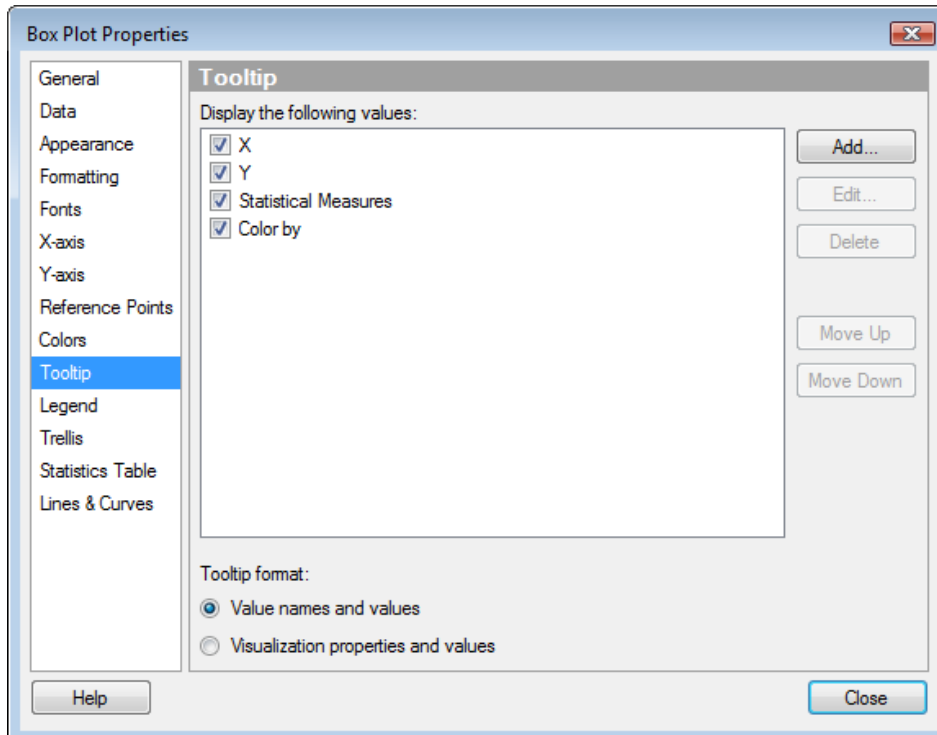 Box Plot Properties
General
Data
Appearance
Formatting
Fonts
X-axis
Y-axis
Reference Points
Colors
Tooltip
Legend
Trellis
Statistics Table
Lines & Curves
Tooltip
Display the following values:
X
Y
Statistical Measures
Color by
Add...
Edit...
Delete
Move Up
Move Down
Tooltip format:
Value names and values
Visualization properties and values
Help
Close